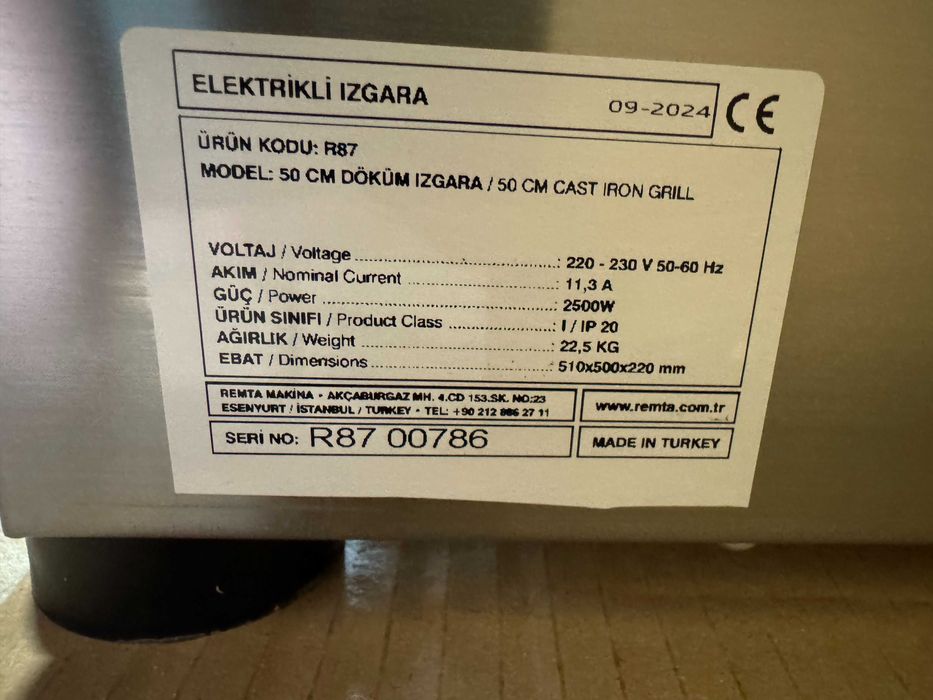 ELEKTRİKLİ IZGARA
09-2024 CE
ÜRÜN KODU: R87
MODEL: 50 CM DÖKÜM IZGARA / 50 CM CAST IRON GRILL
VOLTAJ / Voltage ........................................: 220 - 230 V 50-60 Hz
AKIM / Nominal Current ..............................: 11,3 A
GÜÇ / Power ..............................................: 2500W
ÜRÜN SINIFI / Product Class .....................: I / IP 20
AĞIRLIK / Weight ......................................: 22,5 KG
EBAT / Dimensions.....................................: 510x500x220 mm
REMTA MAKİNA • AKÇABURGAZ MH. 4.CD 153.SK. NO:23
ESENYURT / İSTANBUL / TURKEY • TEL: +90 212 886 27 11
www.remta.com.tr
SERİ NO: R87 00786
MADE IN TURKEY